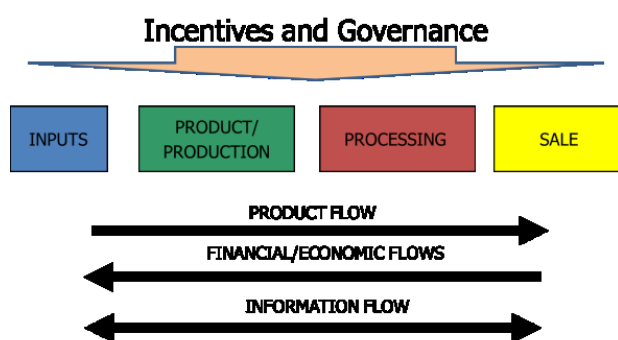 Incentives and Governance
INPUTS
PRODUCT/
PRODUCTION
PROCESSING
SALE
PRODUCT FLOW
FINANCIAL/ECONOMIC FLOWS
INFORMATION FLOW